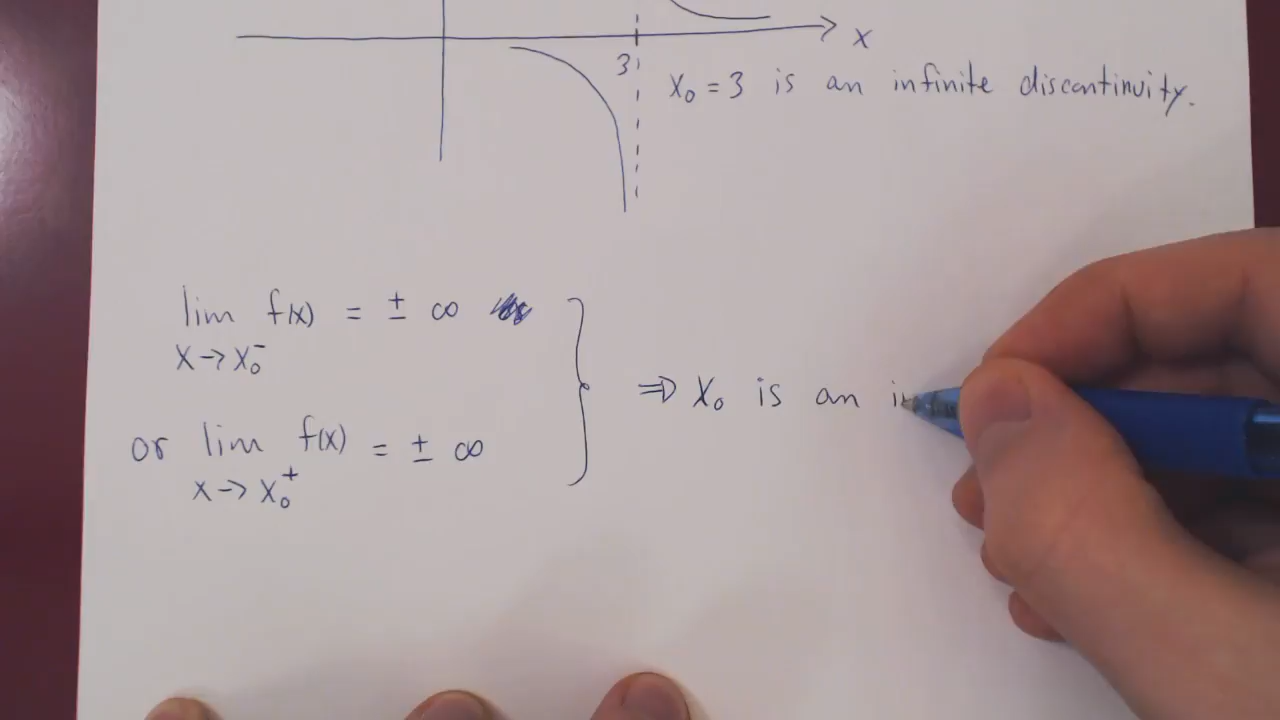 x
3
x₀ = 3 is an infinite discontinuity.
lim f(x) = ± ∞
x → x₀⁻
⇒ x₀ is an
or lim f(x) = ± ∞
x → x₀⁺